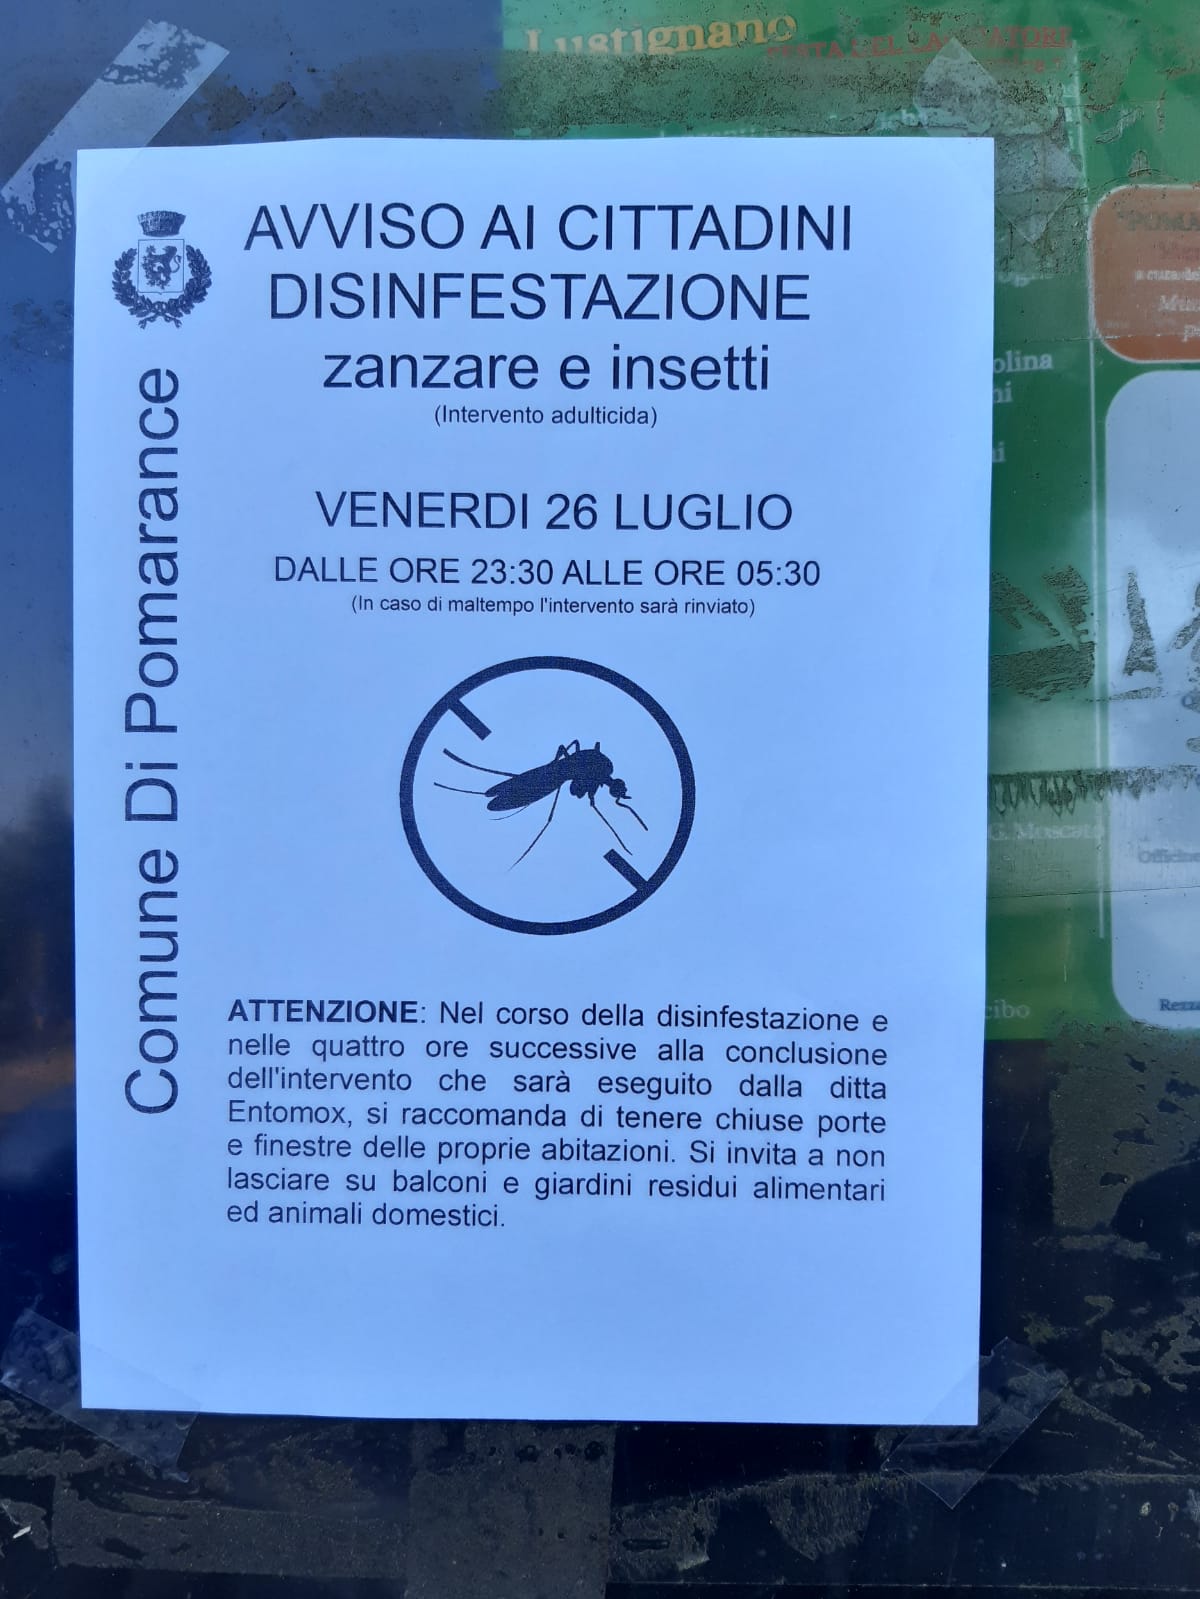 Lustignano
AVVISO AI CITTADINI
DISINFESTAZIONE
zanzare e insetti
(Intervento adulticida)
VENERDI 26 LUGLIO
DALLE ORE 23:30 ALLE ORE 05:30
(In caso di maltempo l'intervento sarà rinviato)
Comune Di Pomarance
ATTENZIONE: Nel corso della disinfestazione e
nelle quattro ore successive alla conclusione
dell'intervento che sarà eseguito dalla ditta
Entomox, si raccomanda di tenere chiuse porte
e finestre delle proprie abitazioni. Si invita a non
lasciare su balconi e giardini residui alimentari
ed animali domestici.
olina
G. Moscato
cibo